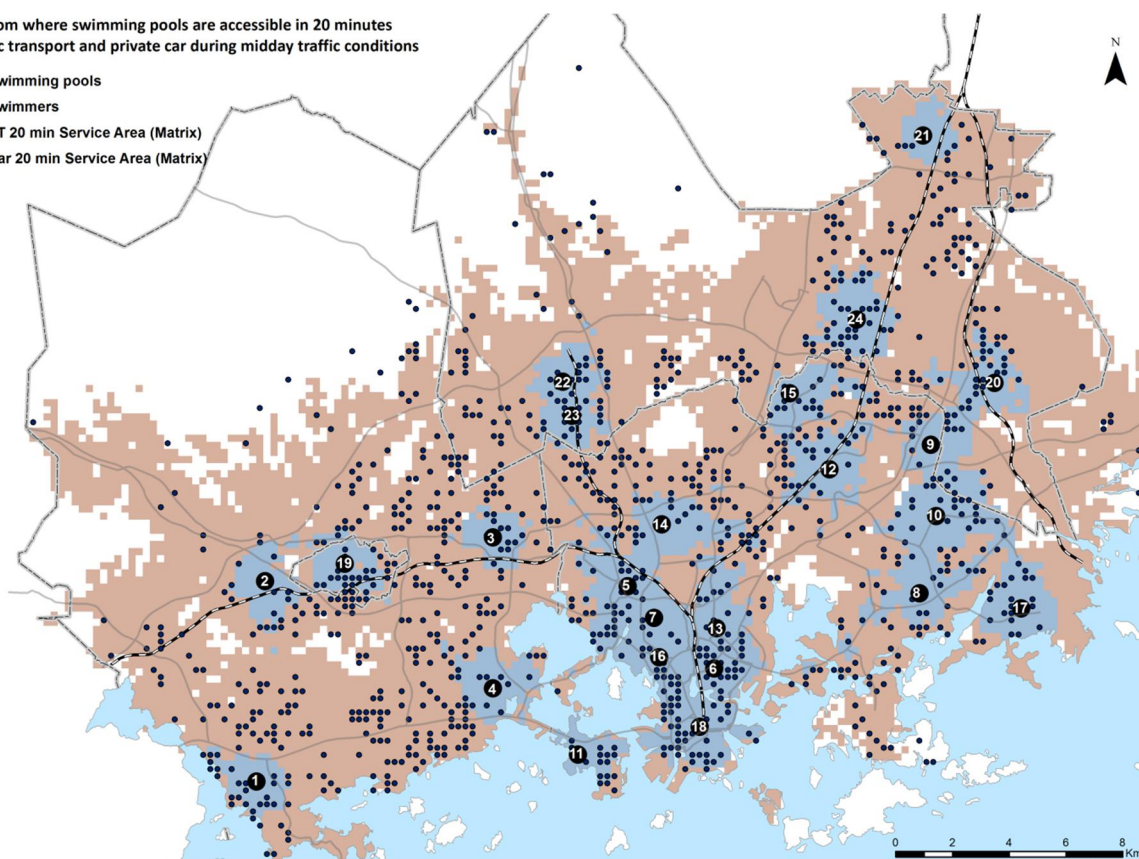 om where swimming pools are accessible in 20 minutes
c transport and private car during midday traffic conditions
wimming pools
wimmers
T 20 min Service Area (Matrix)
ar 20 min Service Area (Matrix)
N
21
24
22
20
15
23
9
12
10
14
3
19
2
5
8
17
7
13
16
6
4
18
11
1
0 2 4 6 8
Km